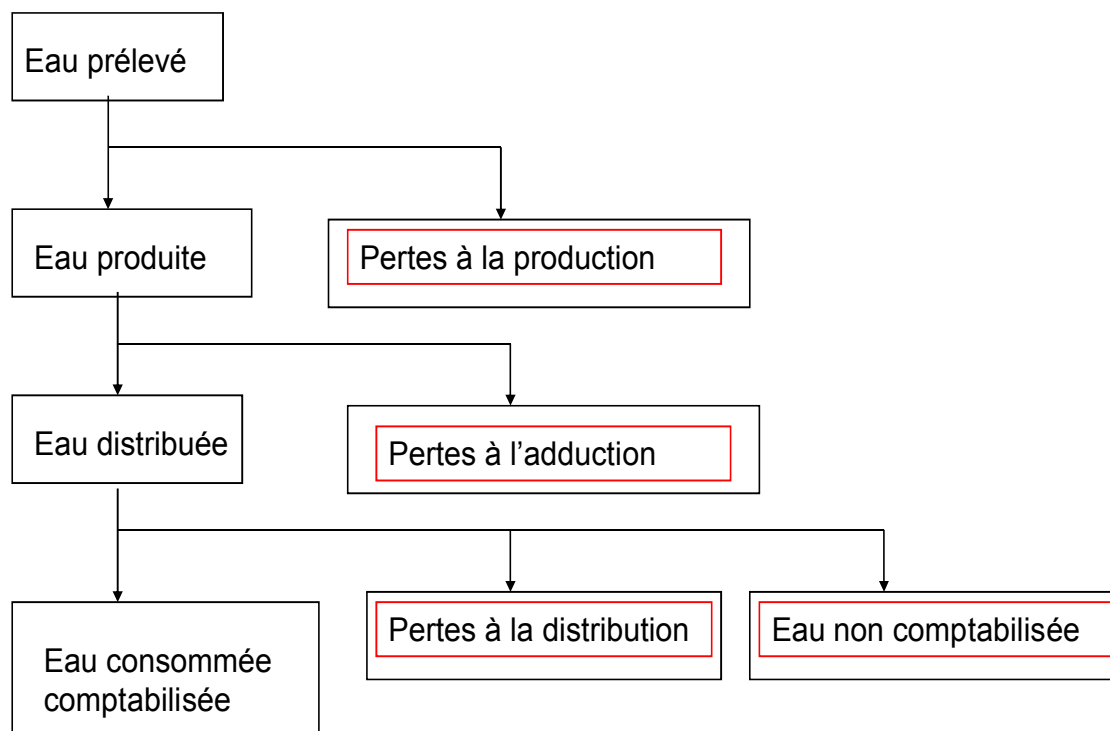 Eau prélevé
Eau produite
Pertes à la production
Eau distribuée
Pertes à l’adduction
Eau consommée
comptabilisée
Pertes à la distribution
Eau non comptabilisée